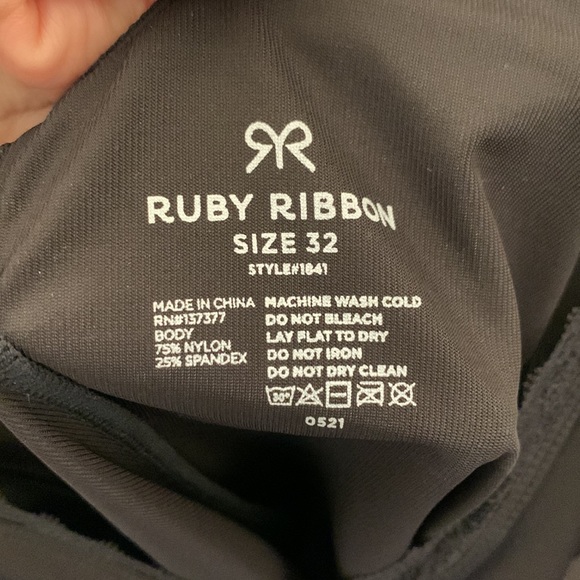 RUBY RIBBON
SIZE 32
STYLE#1841
MADE IN CHINA
RN#137377
BODY
75% NYLON
25% SPANDEX
MACHINE WASH COLD
DO NOT BLEACH
LAY FLAT TO DRY
DO NOT IRON
DO NOT DRY CLEAN
30°
0521